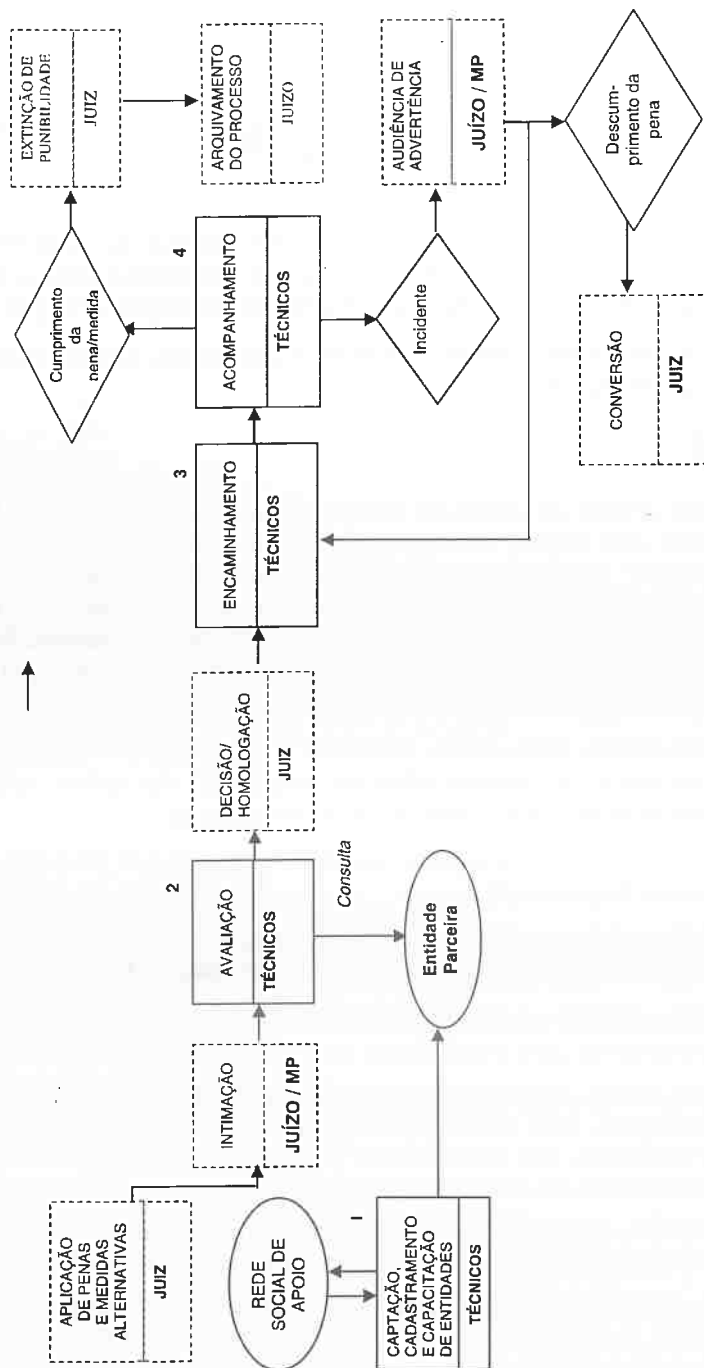 APLICAÇÃO
DE PENAS
E MEDIDAS
ALTERNATIVAS
JUIZ
INTIMAÇÃO
JUÍZO / MP
REDE
SOCIAL DE
APOIO
1
CAPTAÇÃO,
CADASTRAMENTO
E CAPACITAÇÃO
DE ENTIDADES
TÉCNICOS
2
AVALIAÇÃO
TÉCNICOS
Consulta
Entidade
Parceira
DECISÃO/
HOMOLOGAÇÃO
JUIZ
3
ENCAMINHAMENTO
TÉCNICOS
4
ACOMPANHAMENTO
TÉCNICOS
Cumprimento
da
pena/medida
EXTINÇÃO DE
PUNIBILIDADE
JUIZ
ARQUIVAMENTO
DO PROCESSO
JUIZO
Incidente
AUDIÊNCIA DE
ADVERTÊNCIA
JUÍZO / MP
Descum-
primento da
pena
CONVERSÃO
JUIZ